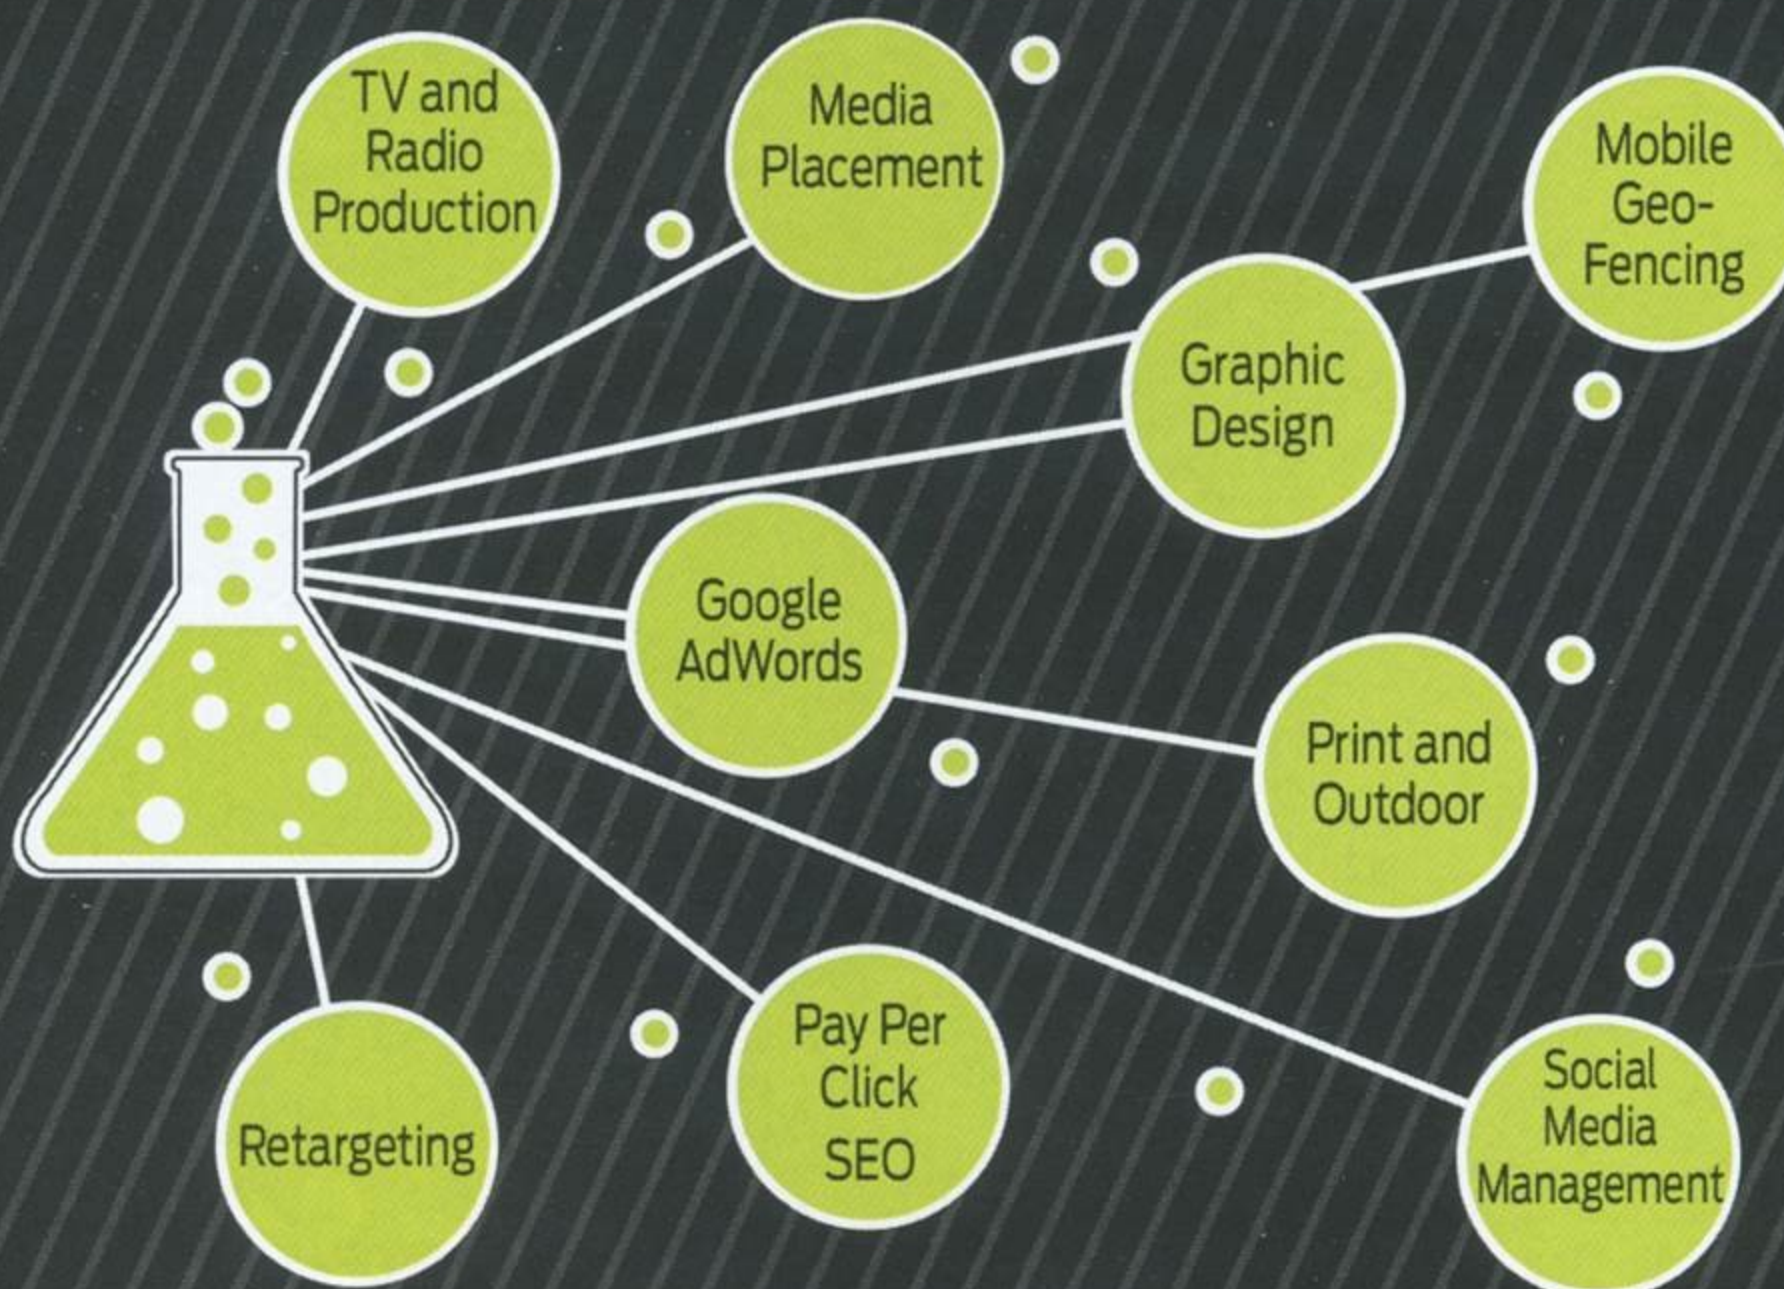 TV and
Radio
Production
Media
Placement
Mobile
Geo-
Fencing
Graphic
Design
Google
AdWords
Print and
Outdoor
Pay Per
Click
SEO
Social
Media
Management
Retargeting